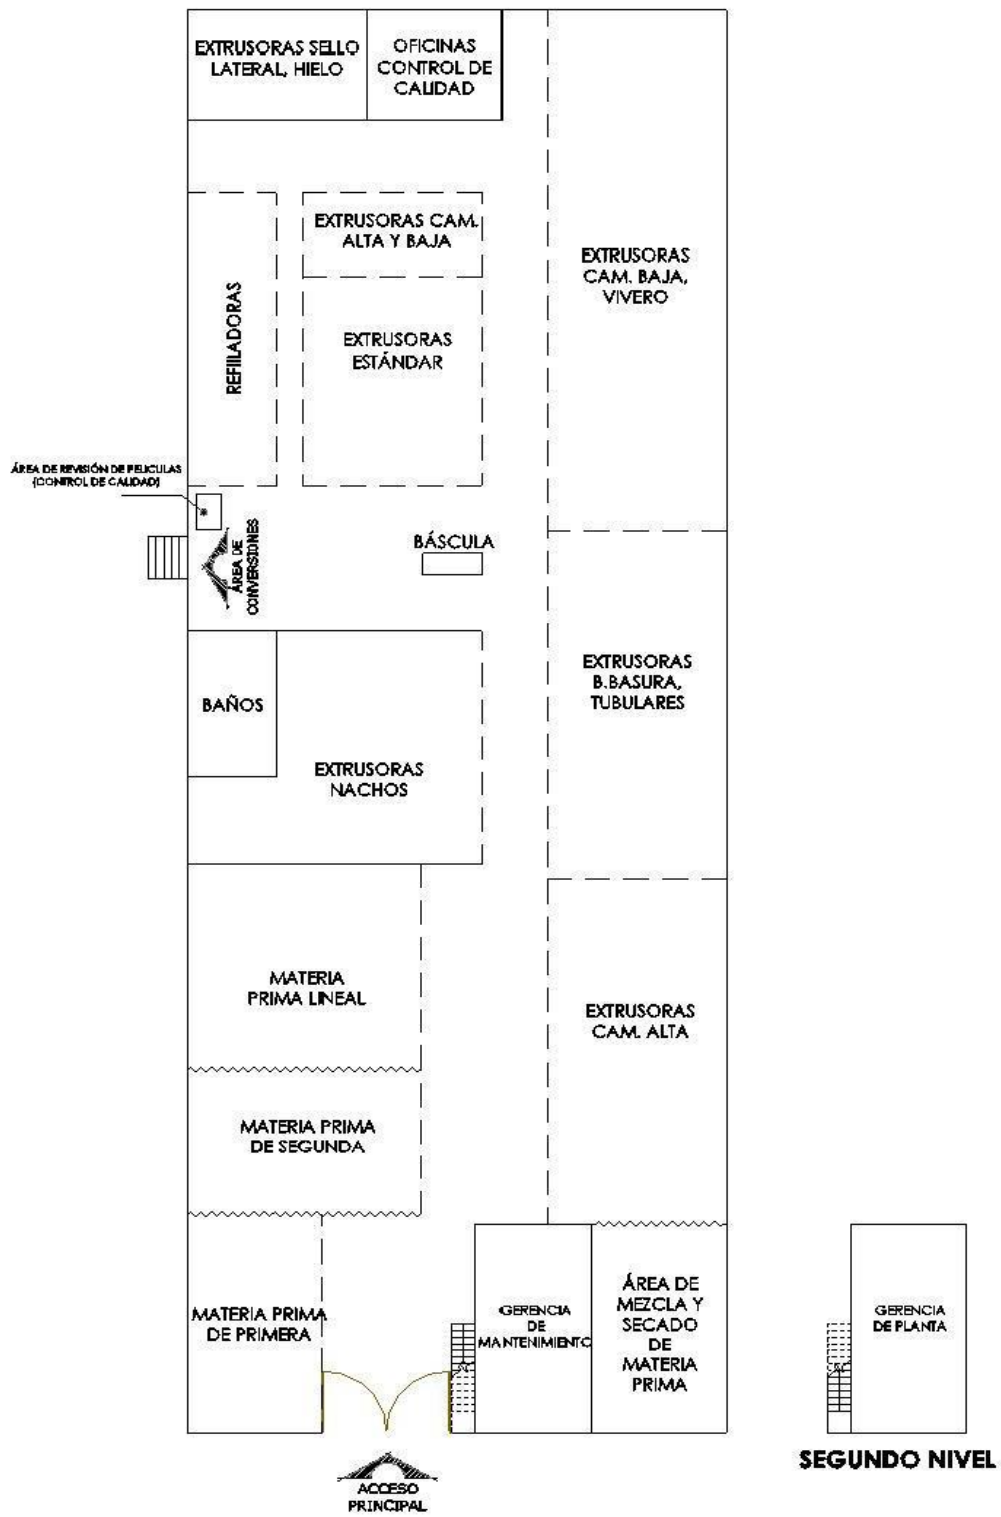 EXTRUSORAS SELLO
LATERAL, HIELO
OFICINAS
CONTROL DE
CALIDAD
EXTRUSORAS CAM.
ALTA Y BAJA
EXTRUSORAS
CAM. BAJA,
VIVERO
REFIILADORAS
EXTRUSORAS
ESTÁNDAR
ÁREA DE REVISIÓN DE PELICULAS
(CONTROL DE CALIDAD)
ÁREA DE
CONVERSIONES
BÁSCULA
BAÑOS
EXTRUSORAS
NACHOS
EXTRUSORAS
B.BASURA,
TUBULARES
MATERIA
PRIMA LINEAL
EXTRUSORAS
CAM. ALTA
MATERIA PRIMA
DE SEGUNDA
MATERIA PRIMA
DE PRIMERA
GERENCIA
DE
MANTENIMIENTO
ÁREA DE
MEZCLA Y
SECADO
DE
MATERIA
PRIMA
GERENCIA
DE PLANTA
SEGUNDO NIVEL
ACCESO
PRINCIPAL